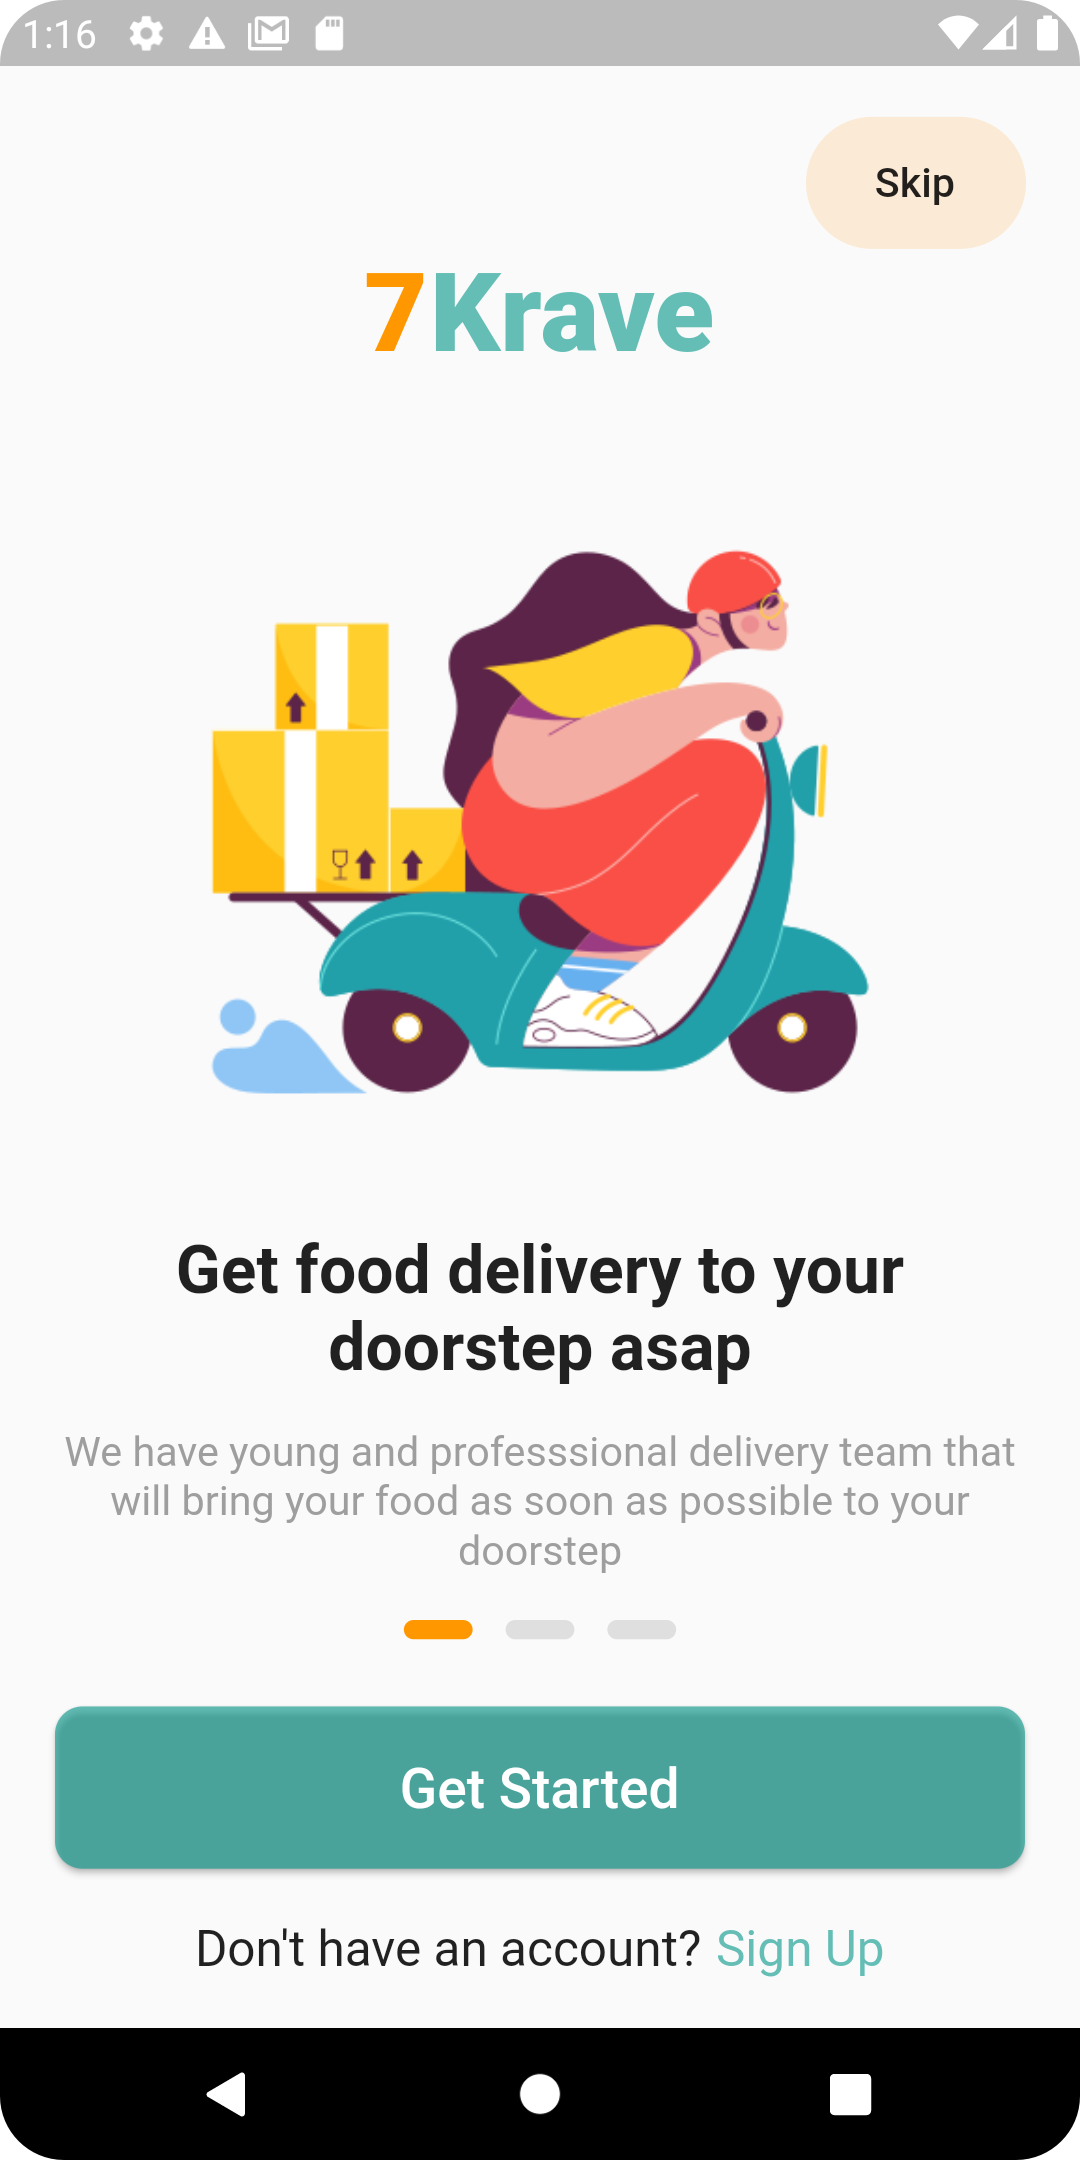 1:16
Skip
7Krave
Get food delivery to your
doorstep asap
We have young and professsional delivery team that
will bring your food as soon as possible to your
doorstep
Get Started
Don't have an account? Sign Up